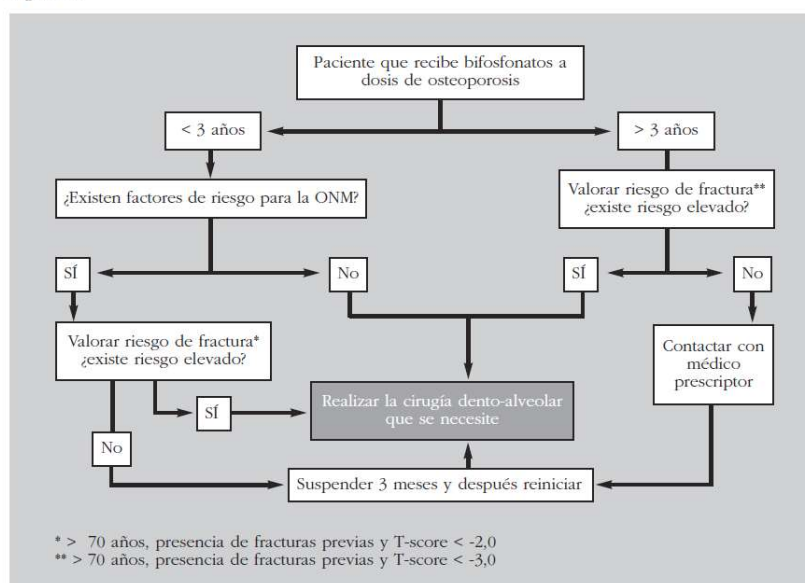 Paciente que recibe bifosfonatos a
dosis de osteoporosis
< 3 años
> 3 años
¿Existen factores de riesgo para la ONM?
Valorar riesgo de fractura**
¿existe riesgo elevado?
SÍ
No
SÍ
No
Valorar riesgo de fractura*
¿existe riesgo elevado?
Contactar con
médico
prescriptor
Realizar la cirugía dento-alveolar
que se necesite
SÍ
No
Suspender 3 meses y después reiniciar
* > 70 años, presencia de fracturas previas y T-score < -2,0
** > 70 años, presencia de fracturas previas y T-score < -3,0